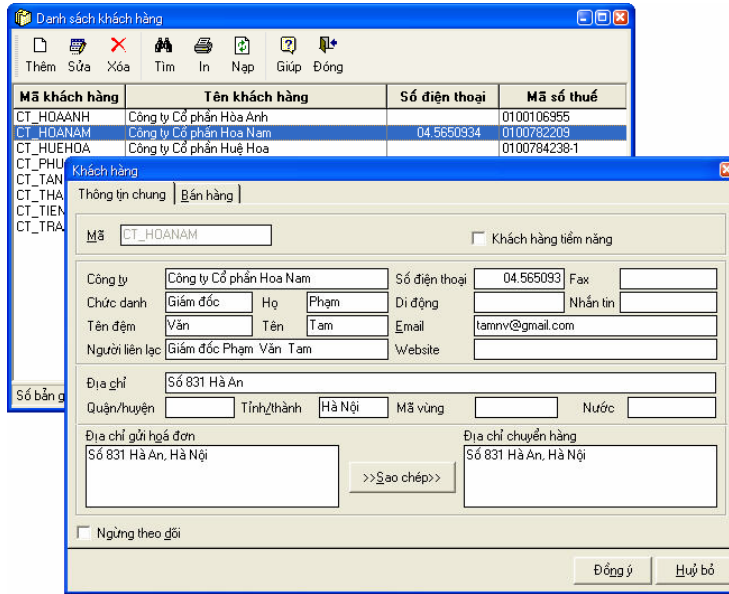 Danh sách khách hàng
Thêm Sửa Xóa Tìm In Nạp Giúp Đóng
Mã khách hàng Tên khách hàng Số điện thoại Mã số thuế
CT_HOAANH Công ty Cổ phần Hòa Anh 0100106955
CT_HOANAM Công ty Cổ phần Hoa Nam 04.5650934 0100782209
CT_HUEHOA Công ty Cổ phần Huệ Hoa 0100784238-1
CT_PHU
CT_TAN
CT_THA
CT_TIEN
CT_TRA
Số bản g
Khách hàng
Thông tin chung Bán hàng
Mã CT_HOANAM Khách hàng tiềm năng
Công ty Công ty Cổ phần Hoa Nam Số điện thoại 04.565093 Fax
Chức danh Giám đốc Họ Phạm Di động Nhắn tin
Tên đệm Văn Tên Tam Email tamnv@gmail.com
Người liên lạc Giám đốc Phạm Văn Tam Website
Địa chỉ Số 831 Hà An
Quận/huyện Tỉnh/thành Hà Nội Mã vùng Nước
Địa chỉ gửi hoá đơn Địa chỉ chuyển hàng
Số 831 Hà An, Hà Nội >>Sao chép>> Số 831 Hà An, Hà Nội
Ngừng theo dõi
Đồng ý Huỷ bỏ